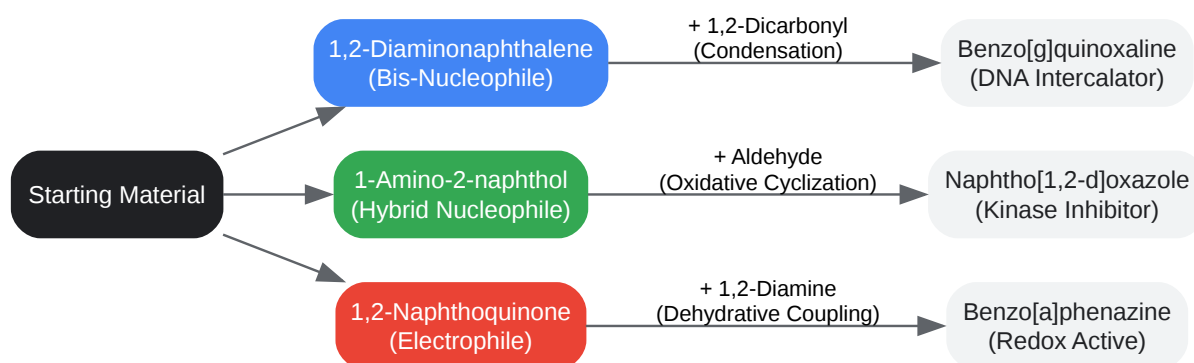 Starting Material
1,2-Diaminonaphthalene
(Bis-Nucleophile)
+ 1,2-Dicarbonyl
(Condensation)
Benzo[g]quinoxaline
(DNA Intercalator)
1-Amino-2-naphthol
(Hybrid Nucleophile)
+ Aldehyde
(Oxidative Cyclization)
Naphtho[1,2-d]oxazole
(Kinase Inhibitor)
1,2-Naphthoquinone
(Electrophile)
+ 1,2-Diamine
(Dehydrative Coupling)
Benzo[a]phenazine
(Redox Active)